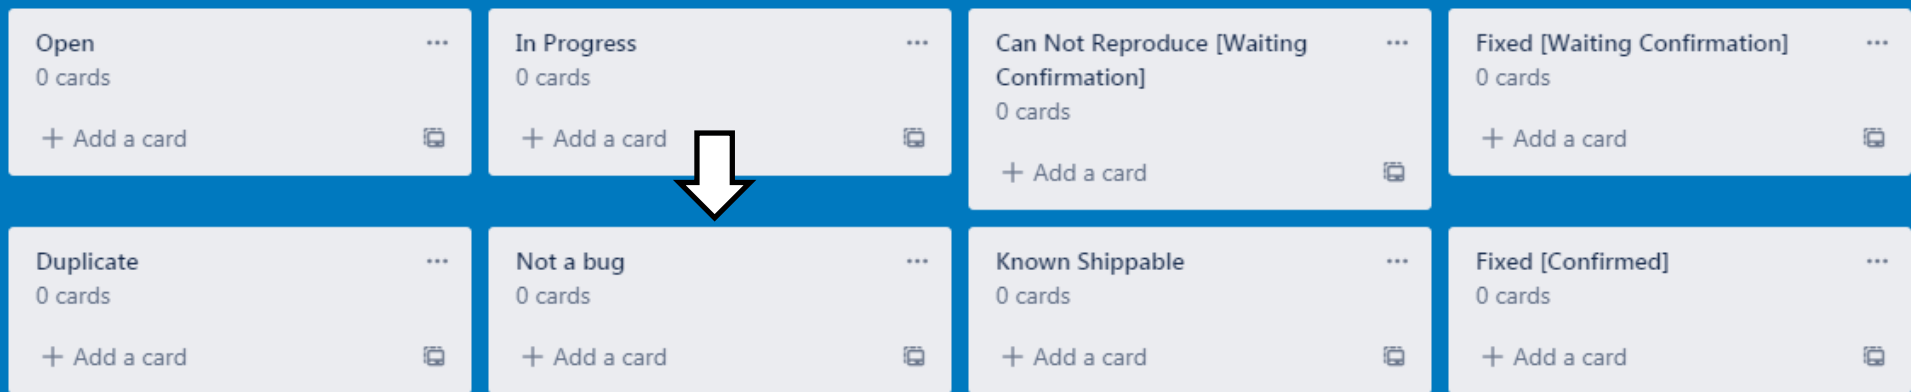 Open
0 cards
+ Add a card
In Progress
0 cards
+ Add a card
Can Not Reproduce [Waiting
Confirmation]
0 cards
+ Add a card
Fixed [Waiting Confirmation]
0 cards
+ Add a card
Duplicate
0 cards
+ Add a card
Not a bug
0 cards
+ Add a card
Known Shippable
0 cards
+ Add a card
Fixed [Confirmed]
0 cards
+ Add a card